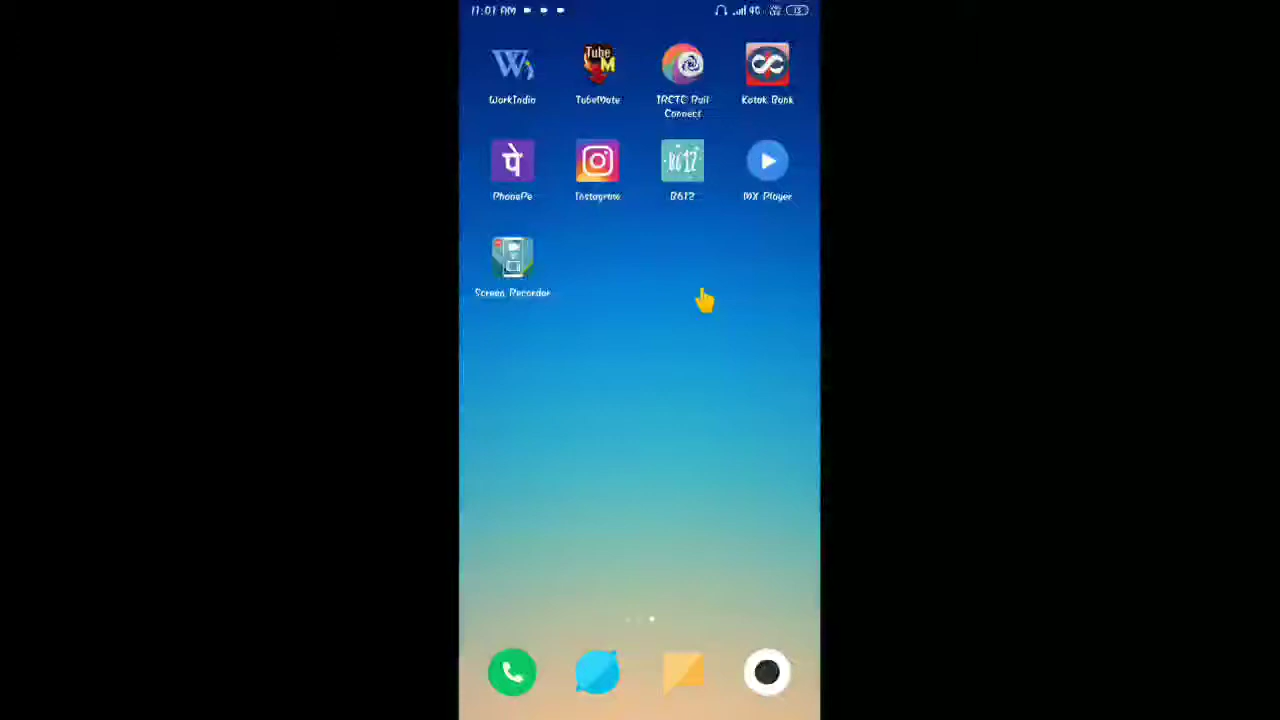 11:01 AM
4G
WorkIndia
TubeMate
IRCTC Rail
Connect
Kotak Bank
Tube
M
पे
B612
PhonePe
Instagram
B612
MX Player
Screen Recorder